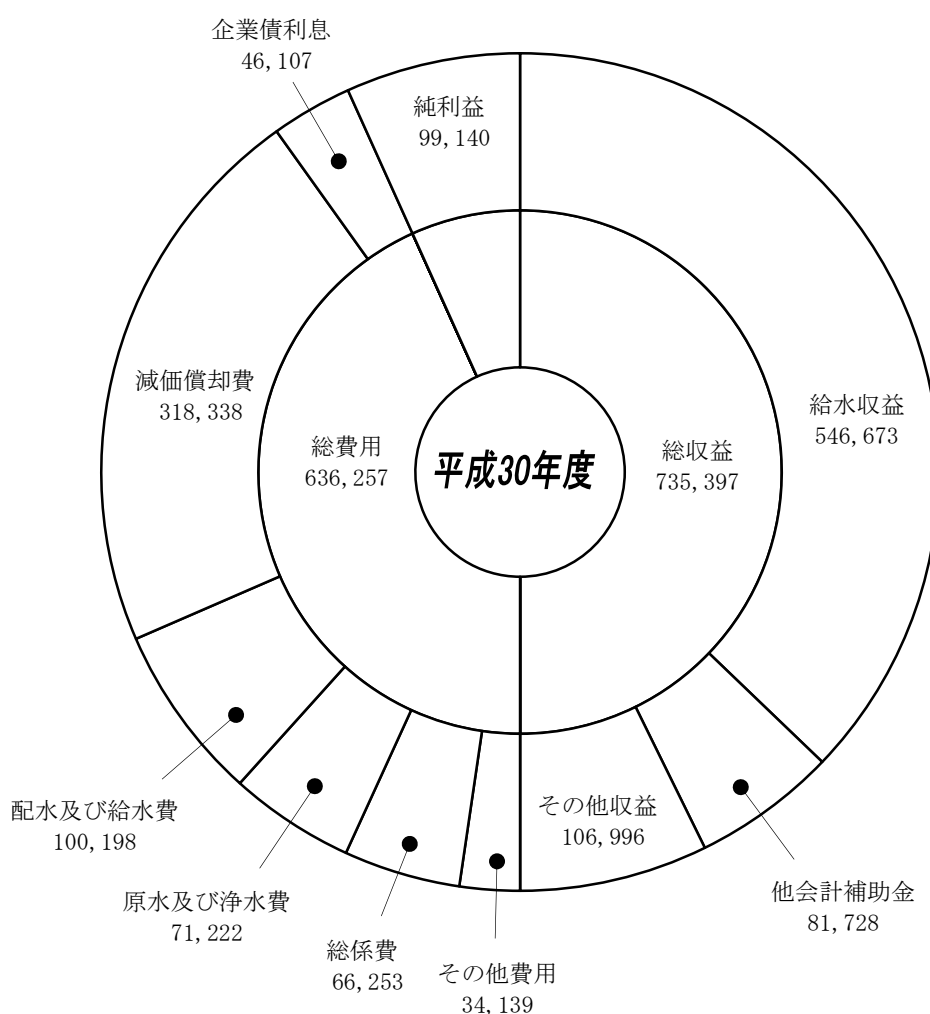 企業債利息
46,107
純利益
99,140
減価償却費
318,338
給水収益
546,673
総費用
636,257
平成30年度
総収益
735,397
配水及び給水費
100,198
その他収益
106,996
原水及び浄水費
71,222
他会計補助金
81,728
総係費
66,253
その他費用
34,139